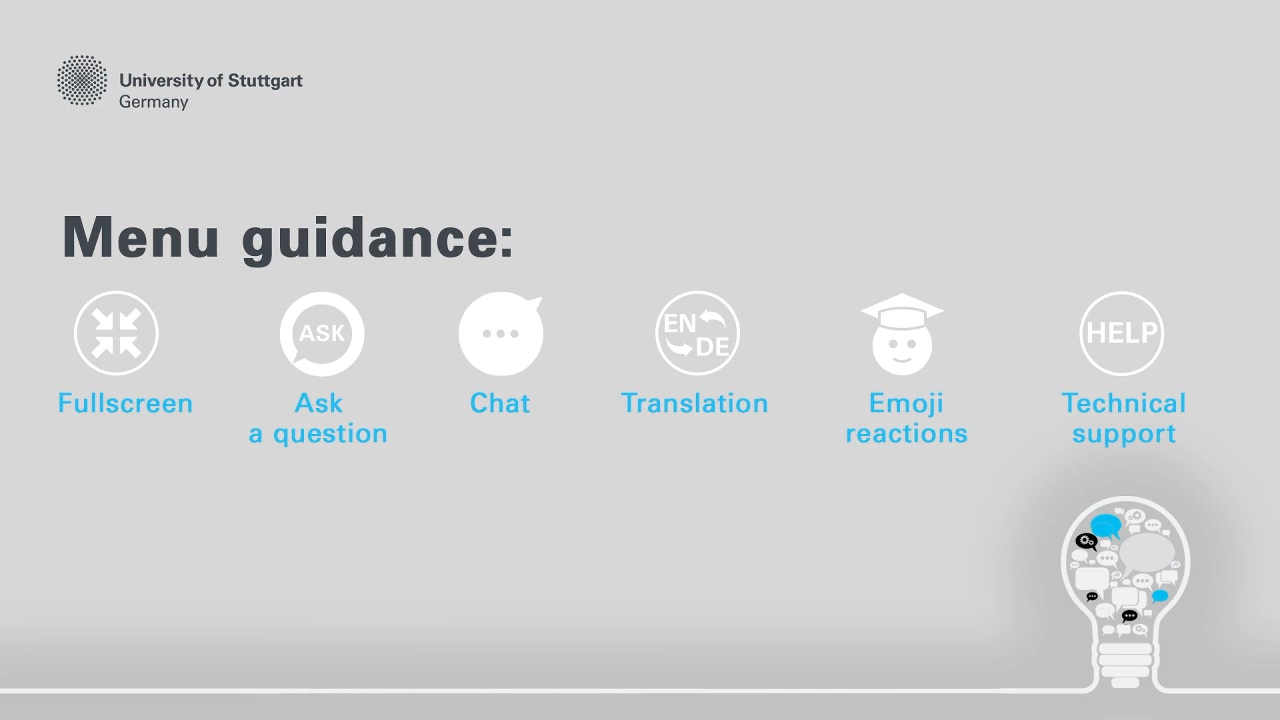 University of Stuttgart
Germany
Menu guidance:
ASK
EN
DE
HELP
Fullscreen
Ask
a question
Chat
Translation
Emoji
reactions
Technical
support